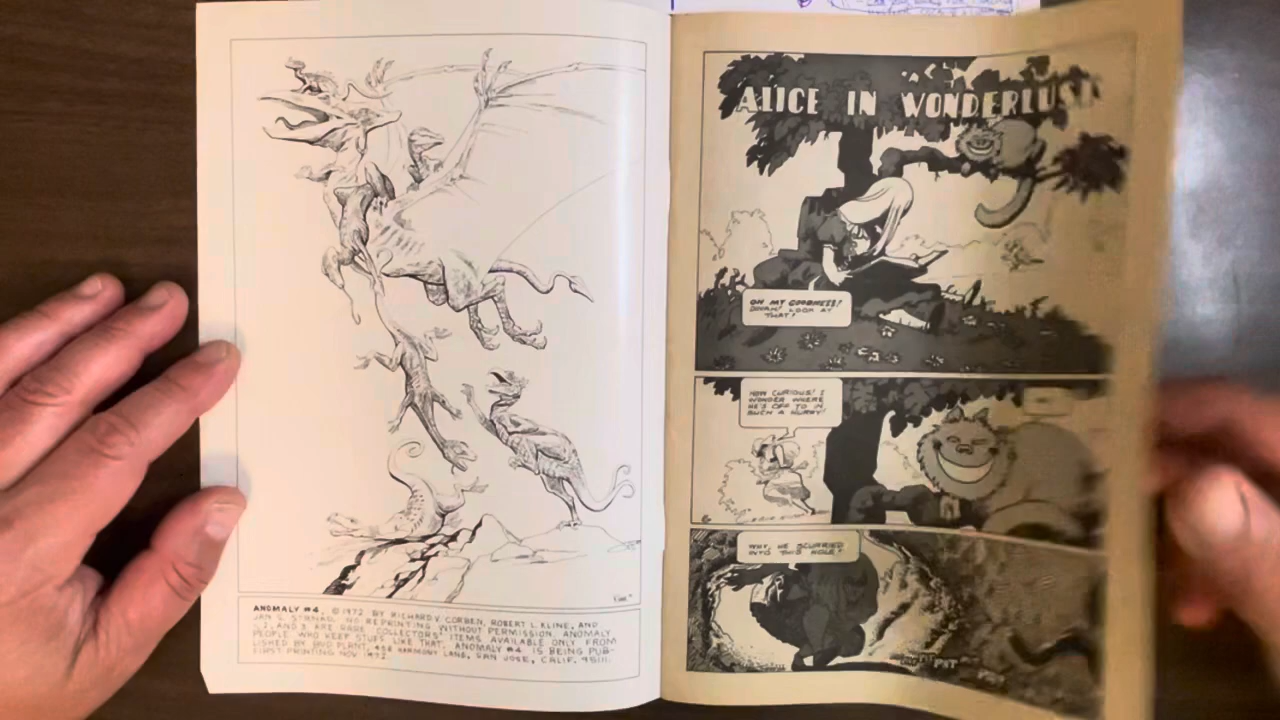 ANOMALY #4, © 1972 BY RICHARD V CORBEN, ROBERT L. KLINE, AND
JAN S. STRNAD. NO REPRINTING WITHOUT PERMISSION. ANOMALY
1, 2, AND 3 ARE RARE COLLECTORS' ITEMS AVAILABLE ONLY FROM
PEOPLE WHO KEEP STUFF LIKE THAT. ANOMALY #4 IS BEING PUB-
LISHED BY BUD PLANT, 458 HARMONY LANE, SAN JOSE, CALIF. 95111.
FIRST PRINTING NOV. 1972.
ALICE IN WONDERLUST
OH MY GOODNESS!
DINAH! LOOK AT
THAT!
HOW CURIOUS! I
WONDER WHERE
HE'S OFF TO IN
SUCH A HURRY!
WHY, HE SCURRIED
INTO THIS HOLE!
PAT